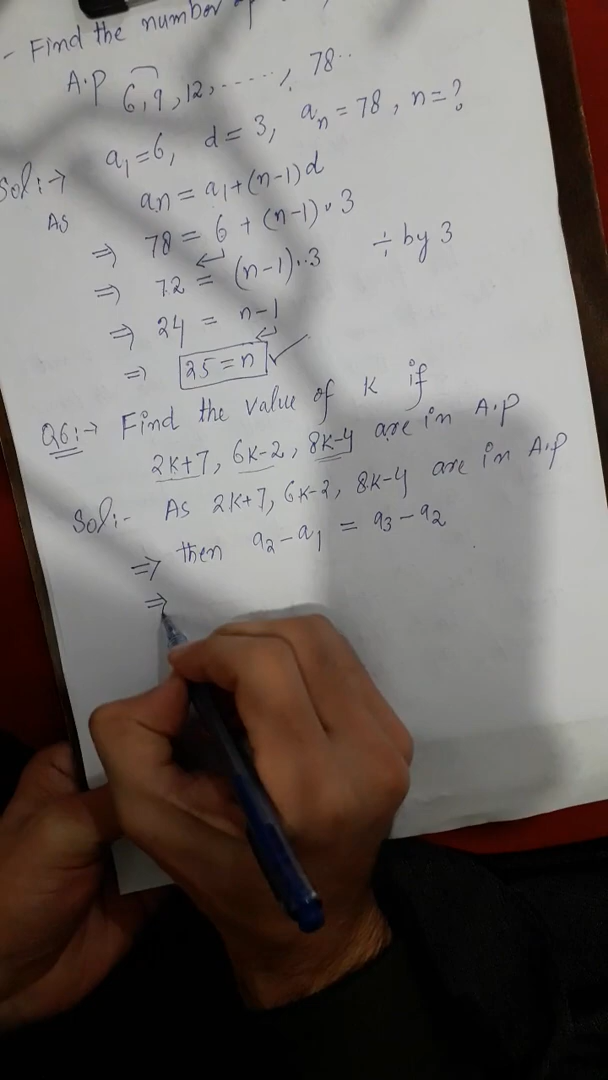 - Find the number
A.P 6, 9, 12, ....., 78..
Sol:→ a₁=6, d=3, aₙ=78, n=?
As an = a₁+(n-1)d
⇒ 78 = 6 + (n-1)·3
⇒ 72 = (n-1)··3 ÷ by 3
⇒ 24 = n-1
⇒ 25=n ✓
Q6:→ Find the value of K if
2K+7, 6K-2, 8K-4 are in A.P
Sol:- As 2K+7, 6K-2, 8K-4 are in A.P
⇒ then a₂-a₁ = a₃-a₂
⇒